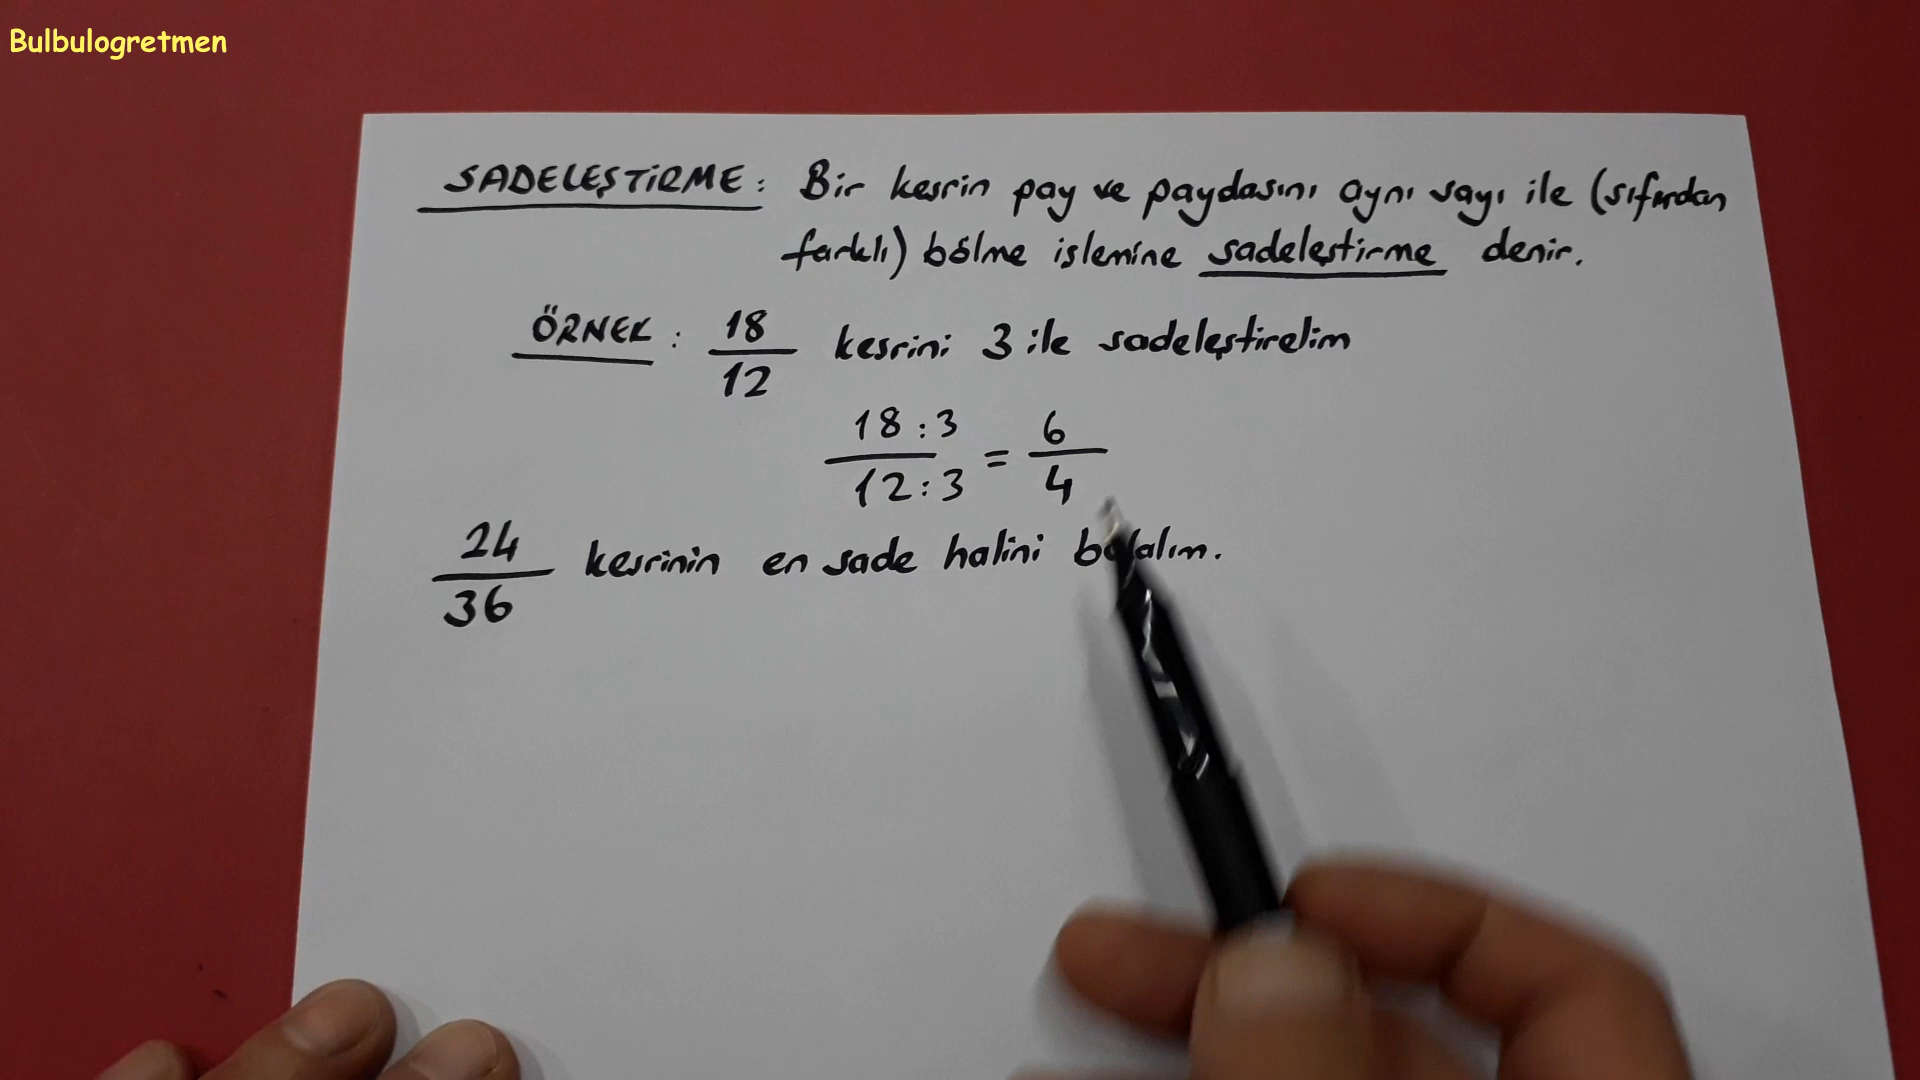 Bulbulogretmen
SADELEŞTİRME: Bir kesrin pay ve paydasını aynı sayı ile (sıfırdan
farklı) bölme işlemine sadeleştirme denir.
ÖRNEK: 18/12 kesrini 3 ile sadeleştirelim
18:3/12:3 = 6/4
24/36 kesrinin en sade halini bulalım.